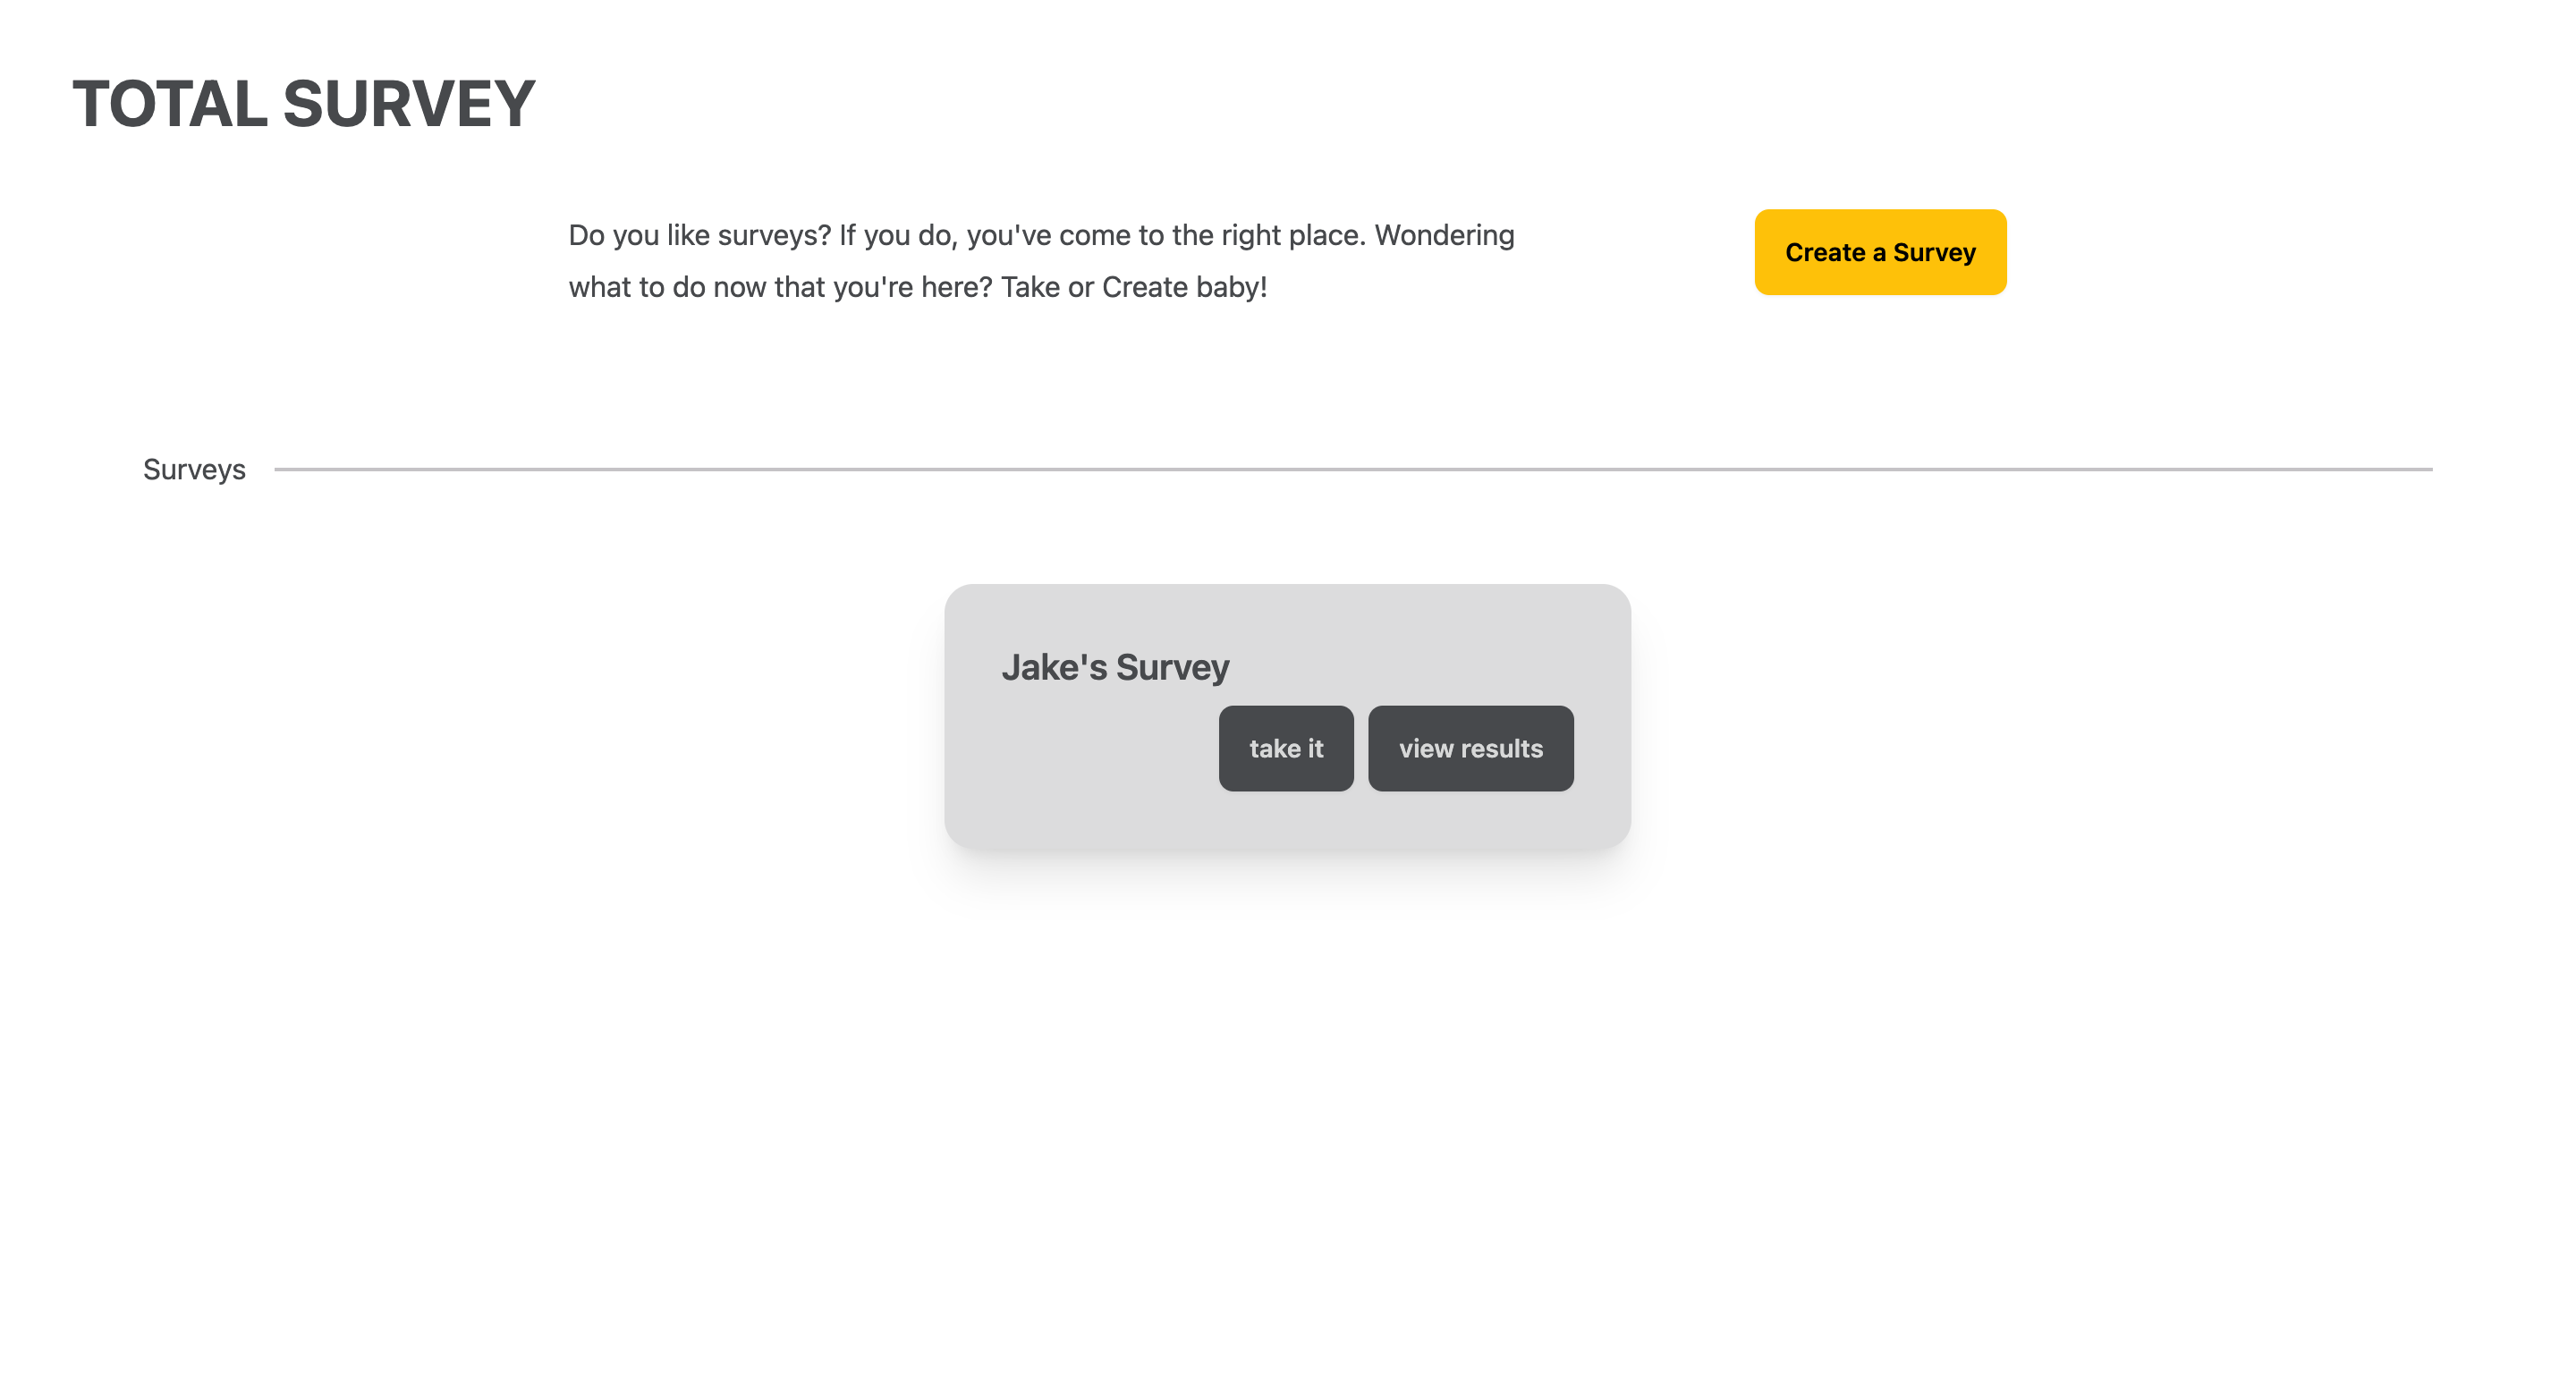 TOTAL SURVEY
Do you like surveys? If you do, you've come to the right place. Wondering
what to do now that you're here? Take or Create baby!
Create a Survey
Surveys
Jake's Survey
take it
view results